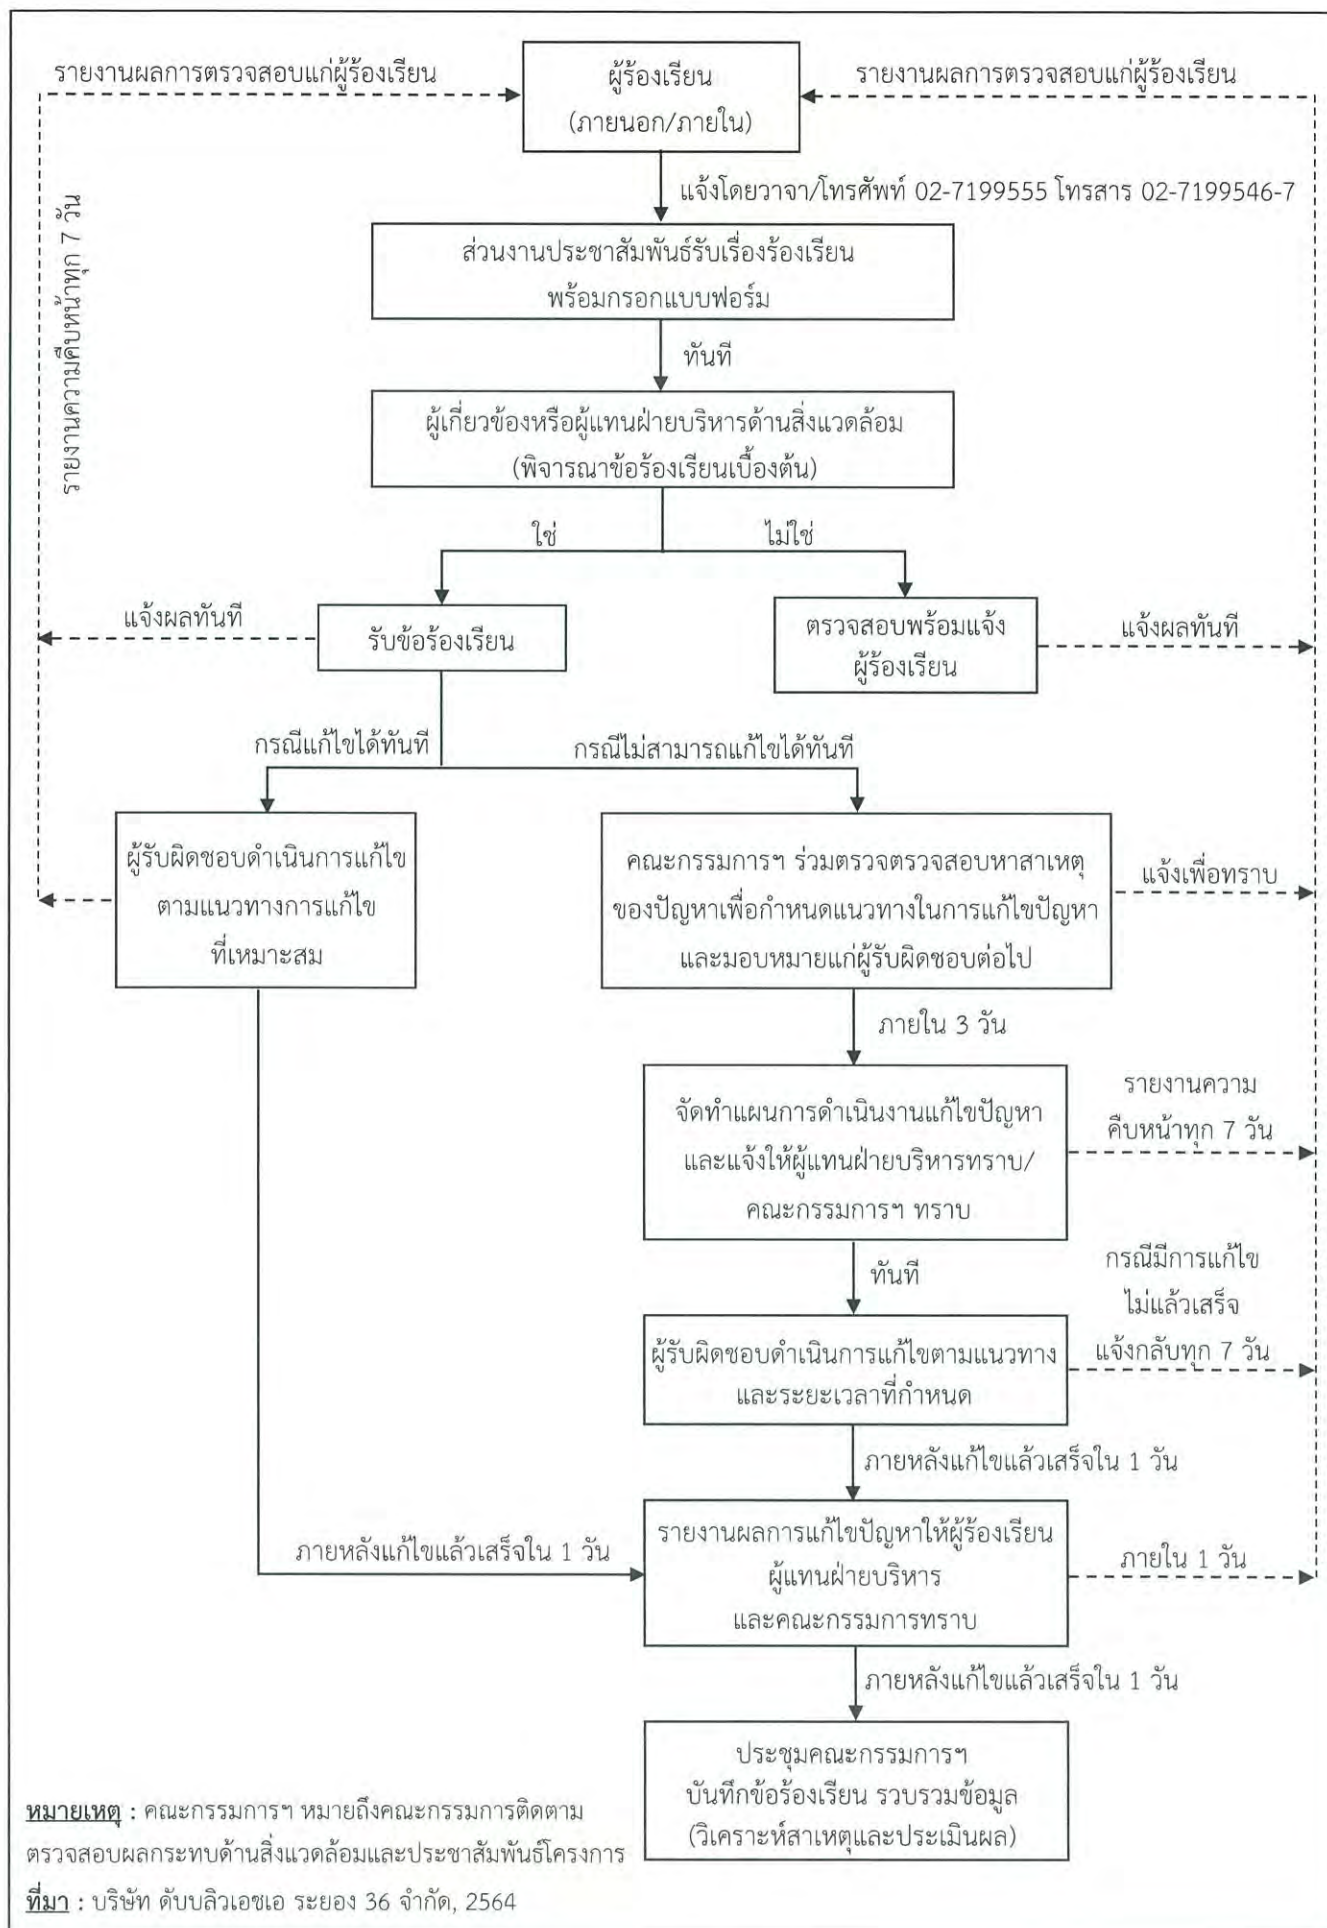 รายงานผลการตรวจสอบแก่ผู้ร้องเรียน
ผู้ร้องเรียน
(ภายนอก/ภายใน)
รายงานผลการตรวจสอบแก่ผู้ร้องเรียน
แจ้งโดยวาจา/โทรศัพท์ 02-7199555 โทรสาร 02-7199546-7
รายงานความคืบหน้าทุก 7 วัน
ส่วนงานประชาสัมพันธ์รับเรื่องร้องเรียน
พร้อมกรอกแบบฟอร์ม
ทันที
ผู้เกี่ยวข้องหรือผู้แทนฝ่ายบริหารด้านสิ่งแวดล้อม
(พิจารณาข้อร้องเรียนเบื้องต้น)
ใช่
ไม่ใช่
แจ้งผลทันที
รับข้อร้องเรียน
ตรวจสอบพร้อมแจ้ง
ผู้ร้องเรียน
แจ้งผลทันที
กรณีแก้ไขได้ทันที
กรณีไม่สามารถแก้ไขได้ทันที
ผู้รับผิดชอบดำเนินการแก้ไข
ตามแนวทางการแก้ไข
ที่เหมาะสม
คณะกรรมการฯ ร่วมตรวจตรวจสอบหาสาเหตุ
ของปัญหาเพื่อกำหนดแนวทางในการแก้ไขปัญหา
และมอบหมายแก่ผู้รับผิดชอบต่อไป
แจ้งเพื่อทราบ
ภายใน 3 วัน
จัดทำแผนการดำเนินงานแก้ไขปัญหา
และแจ้งให้ผู้แทนฝ่ายบริหารทราบ/
คณะกรรมการฯ ทราบ
รายงานความ
คืบหน้าทุก 7 วัน
ทันที
กรณีมีการแก้ไข
ไม่แล้วเสร็จ
แจ้งกลับทุก 7 วัน
ผู้รับผิดชอบดำเนินการแก้ไขตามแนวทาง
และระยะเวลาที่กำหนด
ภายหลังแก้ไขแล้วเสร็จใน 1 วัน
ภายหลังแก้ไขแล้วเสร็จใน 1 วัน
รายงานผลการแก้ไขปัญหาให้ผู้ร้องเรียน
ผู้แทนฝ่ายบริหาร
และคณะกรรมการทราบ
ภายใน 1 วัน
ภายหลังแก้ไขแล้วเสร็จใน 1 วัน
ประชุมคณะกรรมการฯ
บันทึกข้อร้องเรียน รวบรวมข้อมูล
(วิเคราะห์สาเหตุและประเมินผล)
หมายเหตุ : คณะกรรมการฯ หมายถึงคณะกรรมการติดตาม
ตรวจสอบผลกระทบด้านสิ่งแวดล้อมและประชาสัมพันธ์โครงการ
ที่มา : บริษัท ดับบลิวเอชเอ ระยอง 36 จำกัด, 2564